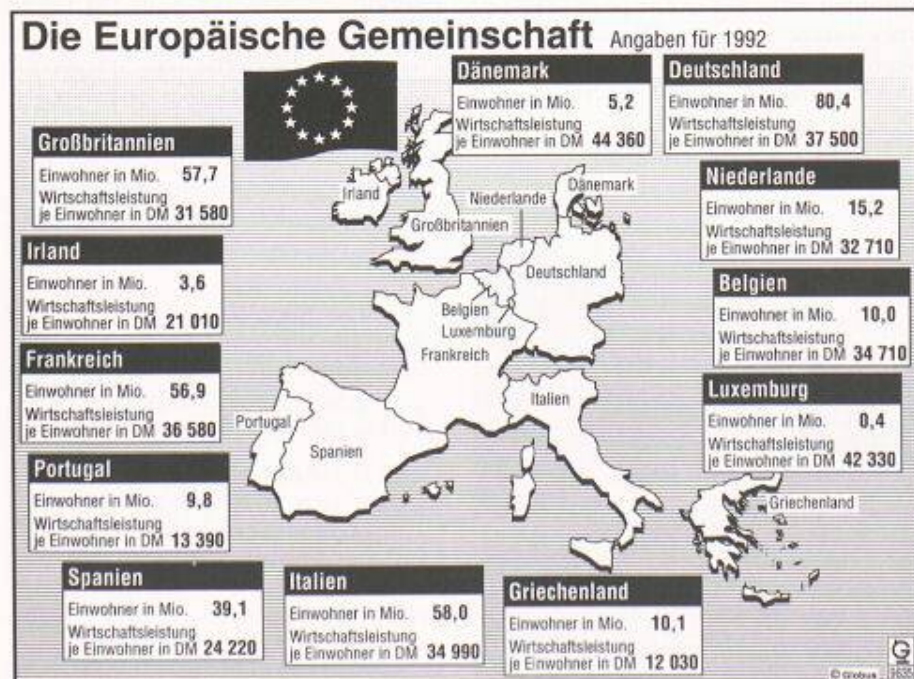 Die Europäische Gemeinschaft Angaben für 1992
Dänemark
Einwohner in Mio. 5,2
Wirtschaftsleistung
je Einwohner in DM 44 360
Deutschland
Einwohner in Mio. 80,4
Wirtschaftsleistung
je Einwohner in DM 37 500
Großbritannien
Einwohner in Mio. 57,7
Wirtschaftsleistung
je Einwohner in DM 31 580
Niederlande
Einwohner in Mio. 15,2
Wirtschaftsleistung
je Einwohner in DM 32 710
Irland
Einwohner in Mio. 3,6
Wirtschaftsleistung
je Einwohner in DM 21 010
Belgien
Einwohner in Mio. 10,0
Wirtschaftsleistung
je Einwohner in DM 34 710
Frankreich
Einwohner in Mio. 56,9
Wirtschaftsleistung
je Einwohner in DM 36 580
Luxemburg
Einwohner in Mio. 0,4
Wirtschaftsleistung
je Einwohner in DM 42 330
Portugal
Einwohner in Mio. 9,8
Wirtschaftsleistung
je Einwohner in DM 13 390
Spanien
Einwohner in Mio. 39,1
Wirtschaftsleistung
je Einwohner in DM 24 220
Italien
Einwohner in Mio. 58,0
Wirtschaftsleistung
je Einwohner in DM 34 990
Griechenland
Einwohner in Mio. 10,1
Wirtschaftsleistung
je Einwohner in DM 12 030
Irland
Niederlande
Dänemark
Großbritannien
Deutschland
Belgien
Luxemburg
Frankreich
Italien
Portugal
Spanien
Griechenland
© Globus
9635